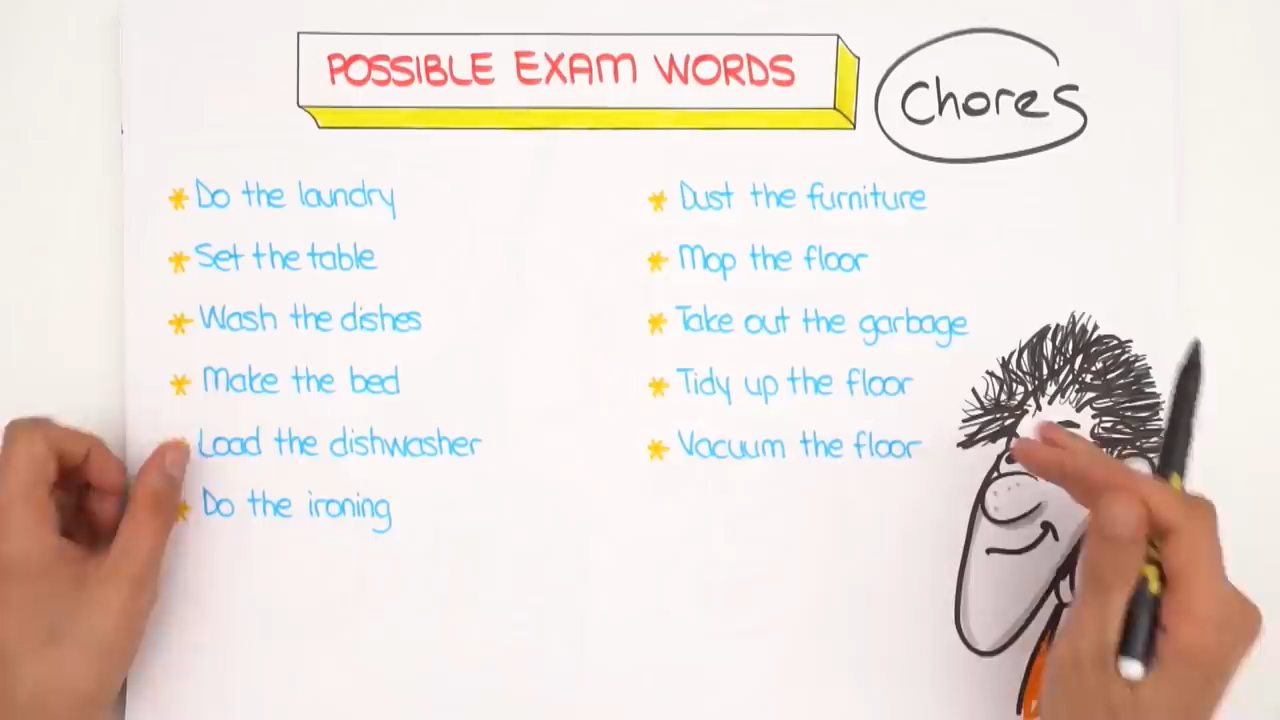 POSSIBLE EXAM WORDS
Chores
Do the laundry
Set the table
Wash the dishes
Make the bed
Load the dishwasher
Do the ironing
Dust the furniture
Mop the floor
Take out the garbage
Tidy up the floor
Vacuum the floor